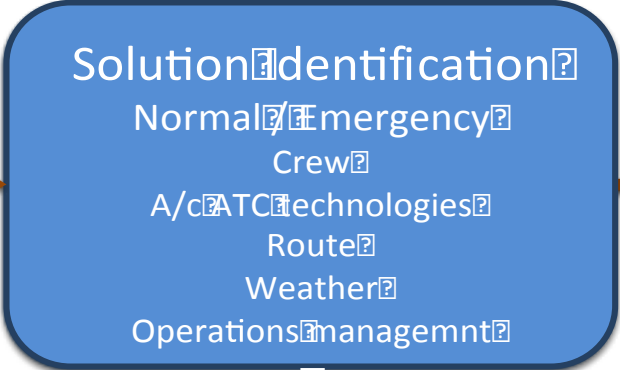 Solution Identification
Normal / Emergency
Crew
A/c ATC technologies
Route
Weather
Operations managemnt